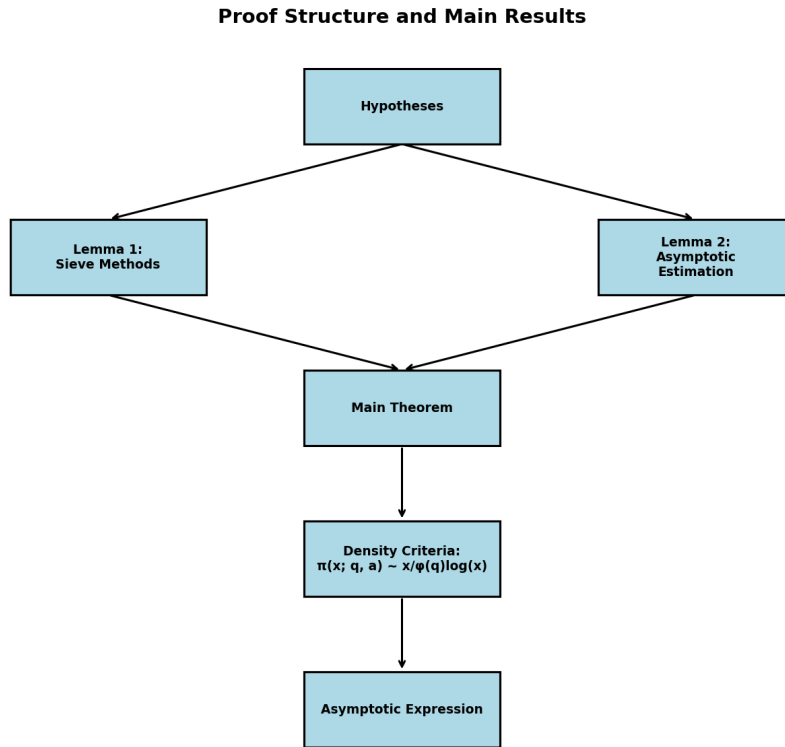 Proof Structure and Main Results
Hypotheses
Lemma 1:
Sieve Methods
Lemma 2:
Asymptotic
Estimation
Main Theorem
Density Criteria:
π(x; q, a) ~ x/φ(q)log(x)
Asymptotic Expression